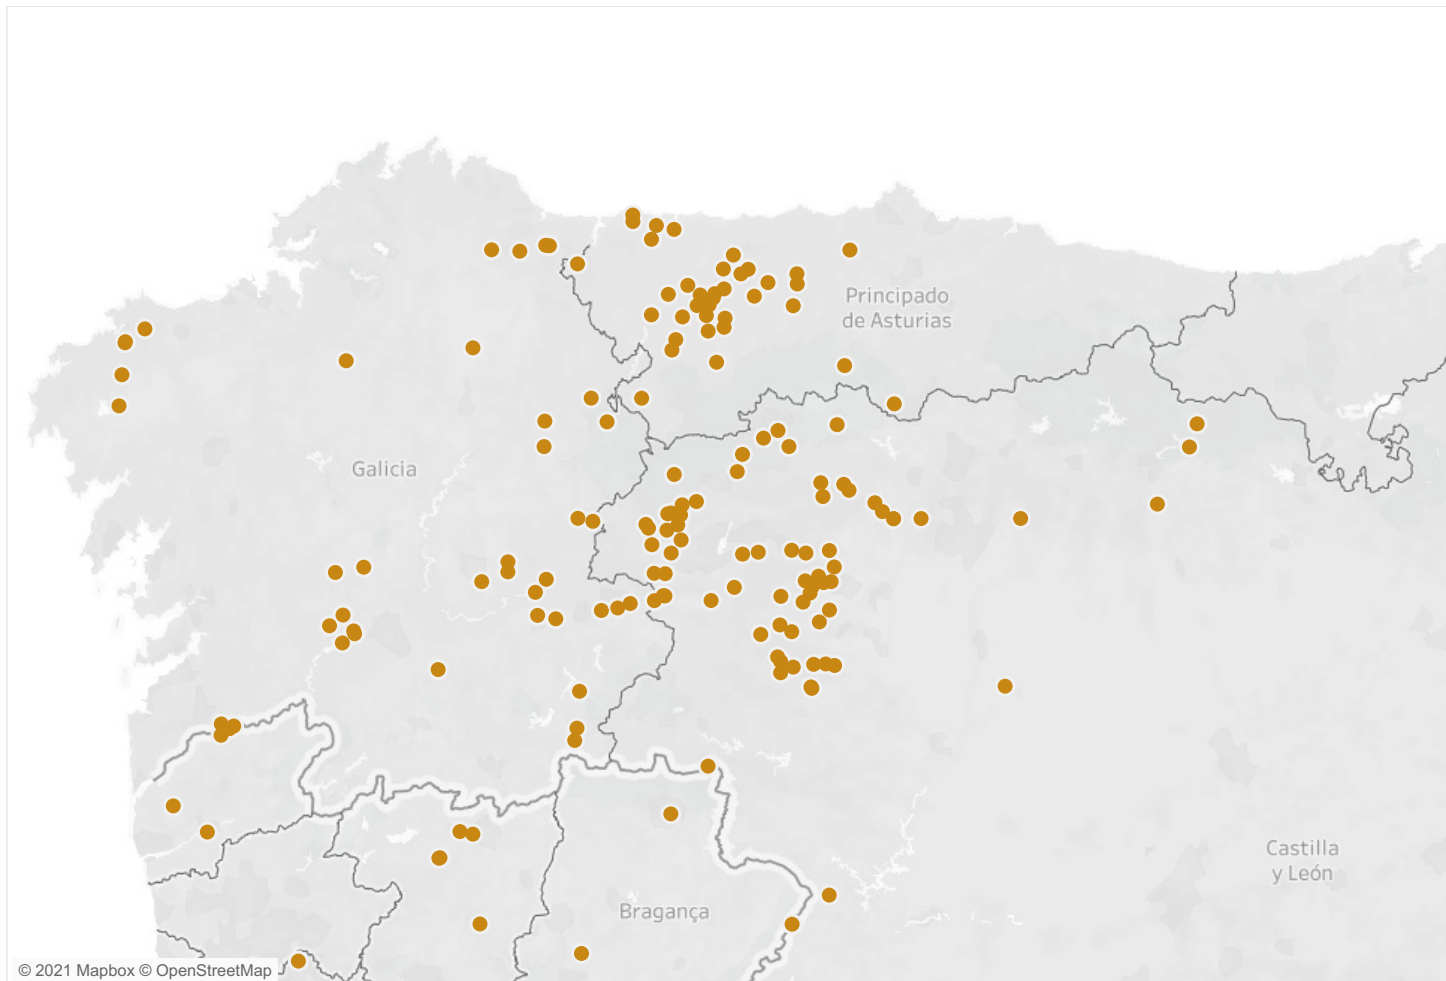 Principado
de Asturias
Galicia
Castilla
y León
Bragança
© 2021 Mapbox © OpenStreetMap